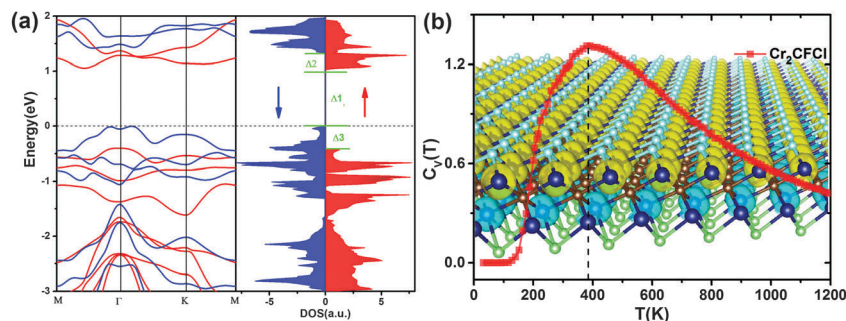 (a)
2
1
0
-1
-2
-3
Energy(eV)
M
Γ
K
M
Δ2
Δ1
Δ3
-5
0
5
DOS(a.u.)
(b)
Cr₂CFCl
1.2
0.6
0.0
Cᵥ(T)
0
200
400
600
800
1000
1200
T(K)